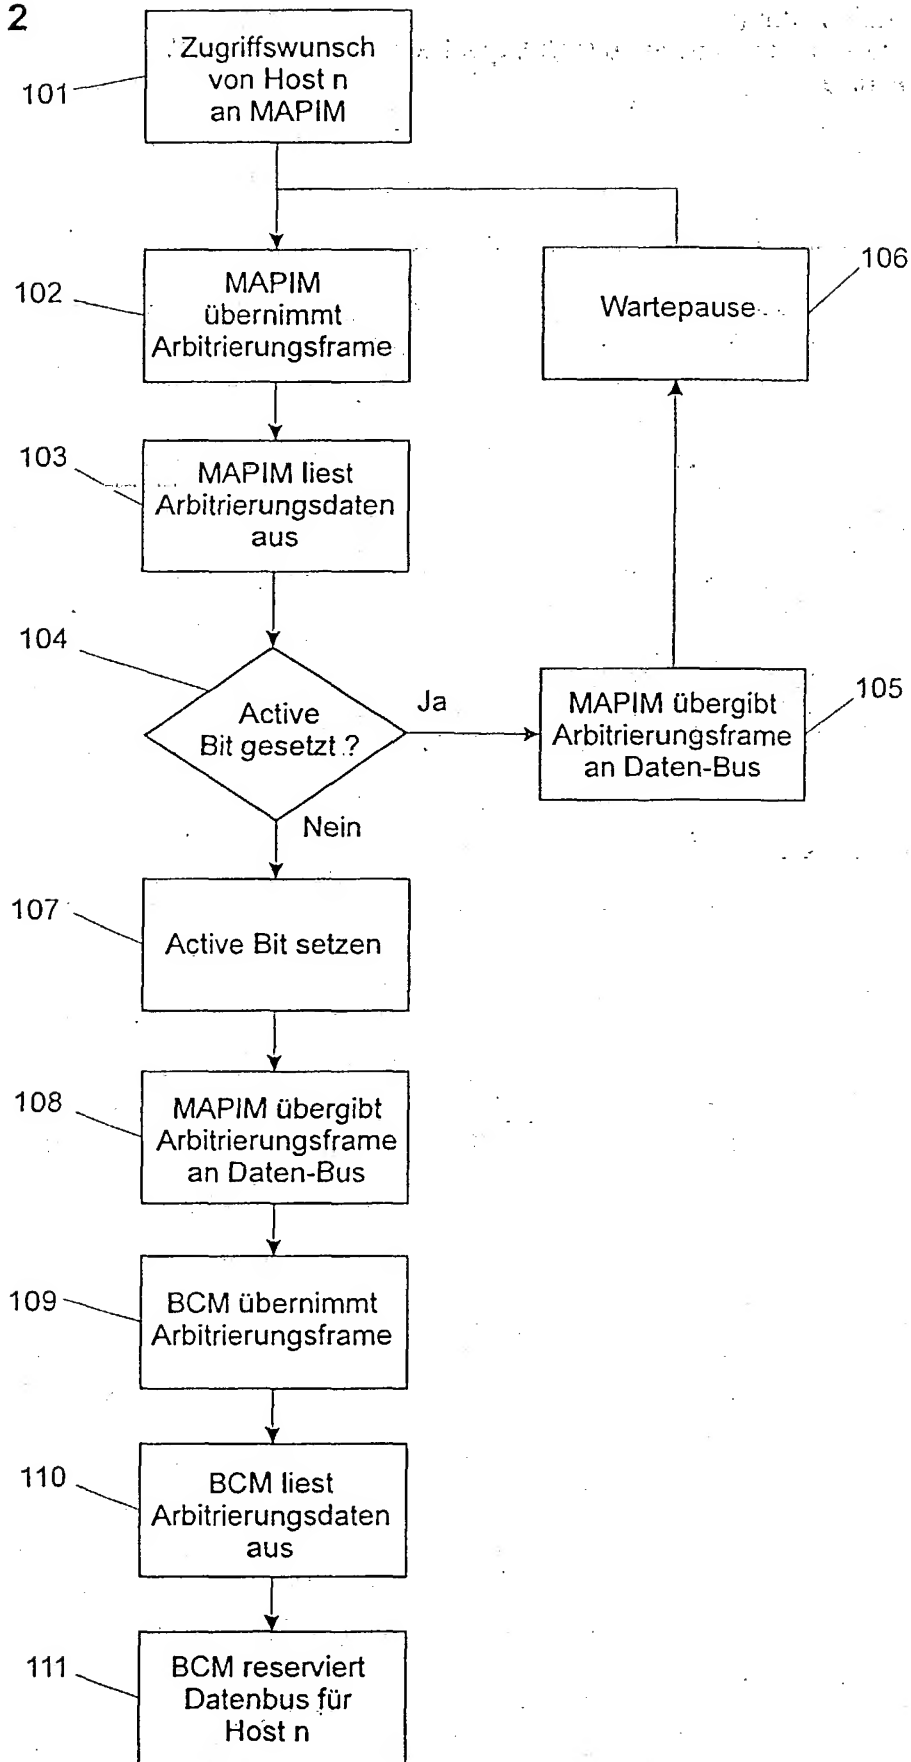 2
Zugriffswunsch
von Host n
an MAPIM
101
102
MAPIM
übernimmt
Arbitrierungsframe
106
Wartepause
103
MAPIM liest
Arbitrierungsdaten
aus
104
Active
Bit gesetzt ?
Ja
MAPIM übergibt
Arbitrierungsframe
an Daten-Bus
105
Nein
107
Active Bit setzen
108
MAPIM übergibt
Arbitrierungsframe
an Daten-Bus
109
BCM übernimmt
Arbitrierungsframe
110
BCM liest
Arbitrierungsdaten
aus
111
BCM reserviert
Datenbus für
Host n